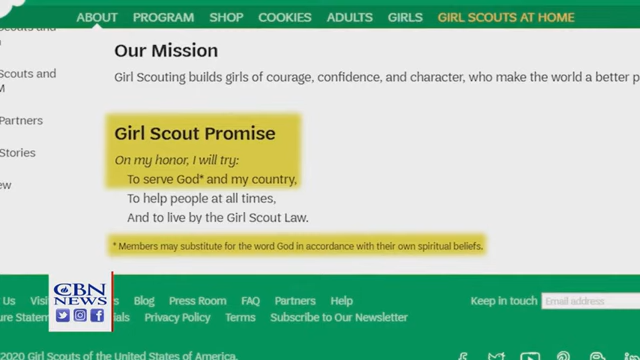 ABOUT PROGRAM SHOP COOKIES ADULTS GIRLS GIRL SCOUTS AT HOME
Our Mission
Scouts and Girl Scouting builds girls of courage, confidence, and character, who make the world a better
Partners
Girl Scout Promise
Stories
On my honor, I will try:
To serve God* and my country,
To help people at all times,
And to live by the Girl Scout Law.
* Members may substitute for the word God in accordance with their own spiritual beliefs.
CBN
NEWS
Us Blog Press Room FAQ Partners Help Keep in touch Email address
Privacy Policy Terms Subscribe to Our Newsletter
2020 Girl Scouts of the United States of America.